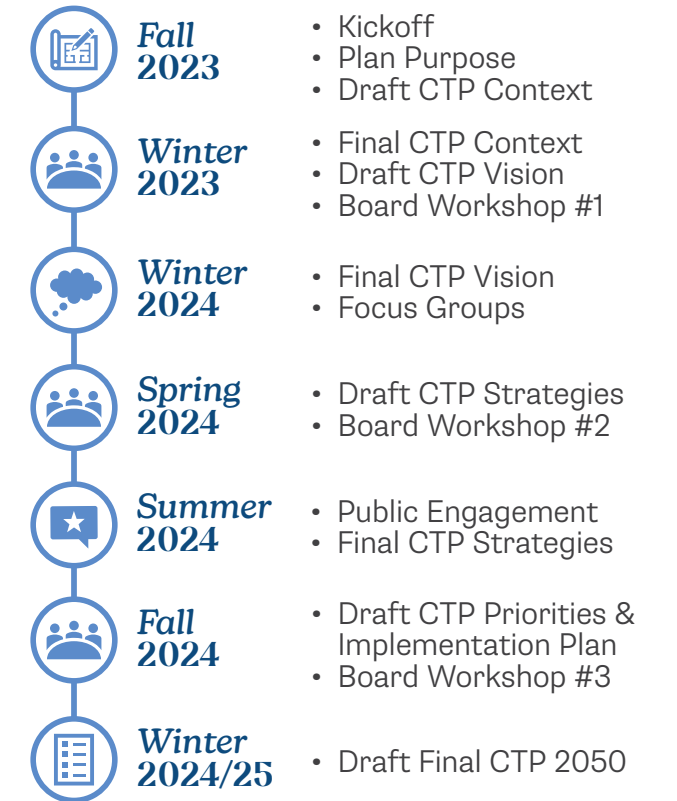 Fall
2023
• Kickoff
• Plan Purpose
• Draft CTP Context
Winter
2023
• Final CTP Context
• Draft CTP Vision
• Board Workshop #1
Winter
2024
• Final CTP Vision
• Focus Groups
Spring
2024
• Draft CTP Strategies
• Board Workshop #2
Summer
2024
• Public Engagement
• Final CTP Strategies
Fall
2024
• Draft CTP Priorities &
Implementation Plan
• Board Workshop #3
Winter
2024/25
• Draft Final CTP 2050